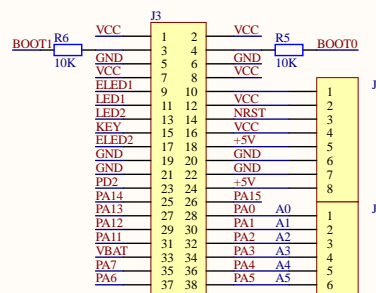 J3
VCC 1 2 VCC
BOOT1 R6 10K 3 4 R5 10K BOOT0
GND 5 6 GND
VCC 7 8 VCC J
ELED1 9 10 1
LED1 11 12 VCC 2
LED2 13 14 NRST 3
KEY 15 16 VCC 4
ELED2 17 18 +5V 5
GND 19 20 GND 6
GND 21 22 GND 7
PD2 23 24 +5V 8
PA14 25 26 PA15 J
PA13 27 28 PA0 A0 1
PA12 29 30 PA1 A1 2
PA11 31 32 PA2 A2 3
VBAT 33 34 PA3 A3 4
PA7 35 36 PA4 A4 5
PA6 37 38 PA5 A5 6